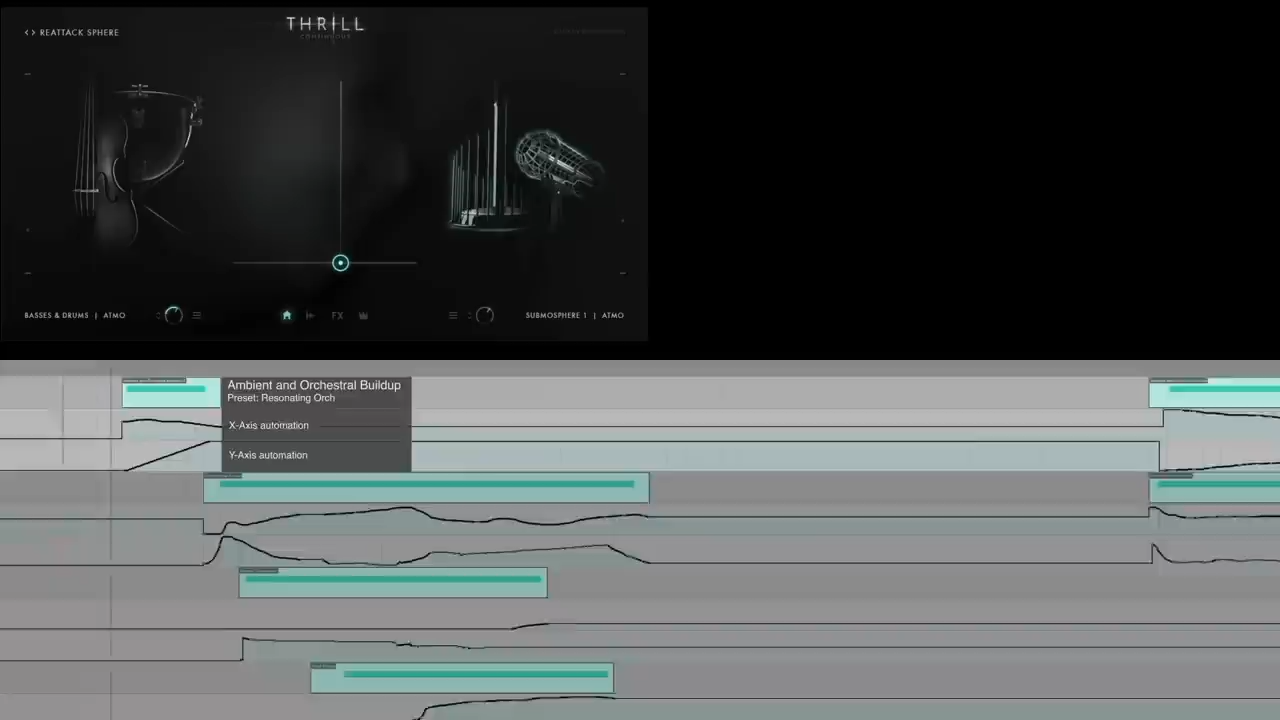 REATTACK SPHERE
THRILL
CONTINUOUS
BASSES & DRUMS | ATMO
FX
SUBMOSPHERE 1 | ATMO
Ambient and Orchestral Buildup
Preset: Resonating Orch
X-Axis automation
Y-Axis automation